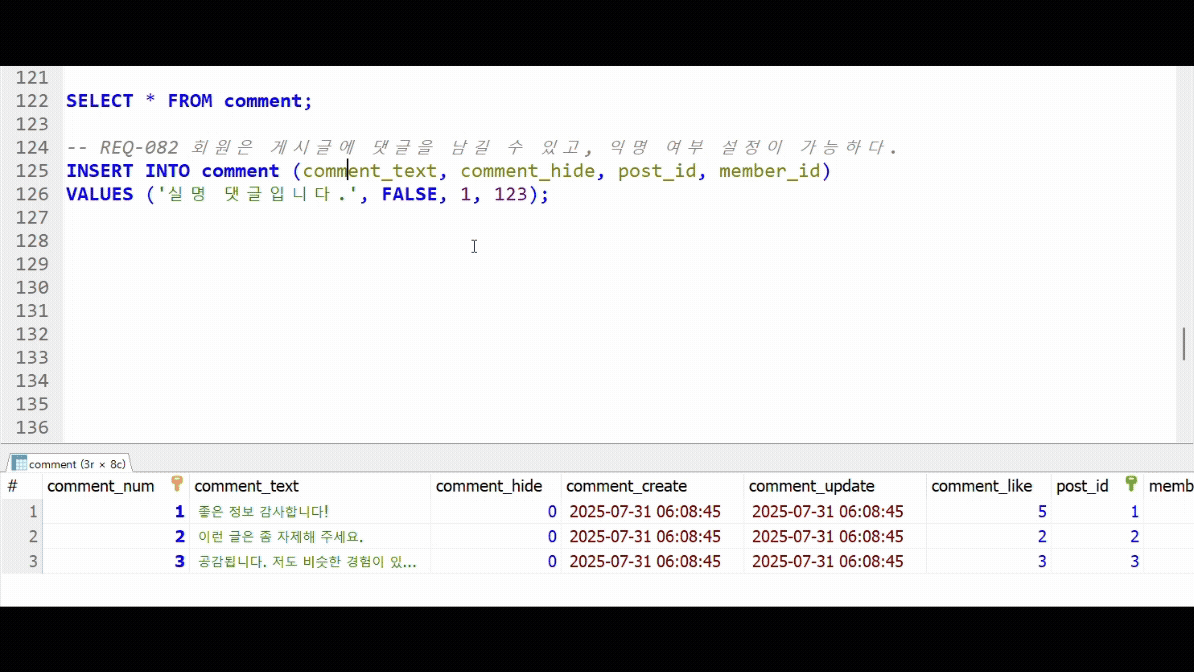 121
122 SELECT * FROM comment;
123
124 -- REQ-082 회원은 게시글에 댓글을 남길 수 있고, 익명 여부 설정이 가능하다.
125 INSERT INTO comment (comment_text, comment_hide, post_id, member_id)
126 VALUES ('실명 댓글입니다.', FALSE, 1, 123);
127
128
129
130
131
132
133
134
135
136
comment (3r × 8c)
# comment_num comment_text comment_hide comment_create comment_update comment_like post_id memb
1 1 좋은 정보 감사합니다! 0 2025-07-31 06:08:45 2025-07-31 06:08:45 5 1
2 2 이런 글은 좀 자제해 주세요. 0 2025-07-31 06:08:45 2025-07-31 06:08:45 2 2
3 3 공감됩니다. 저도 비슷한 경험이 있... 0 2025-07-31 06:08:45 2025-07-31 06:08:45 3 3